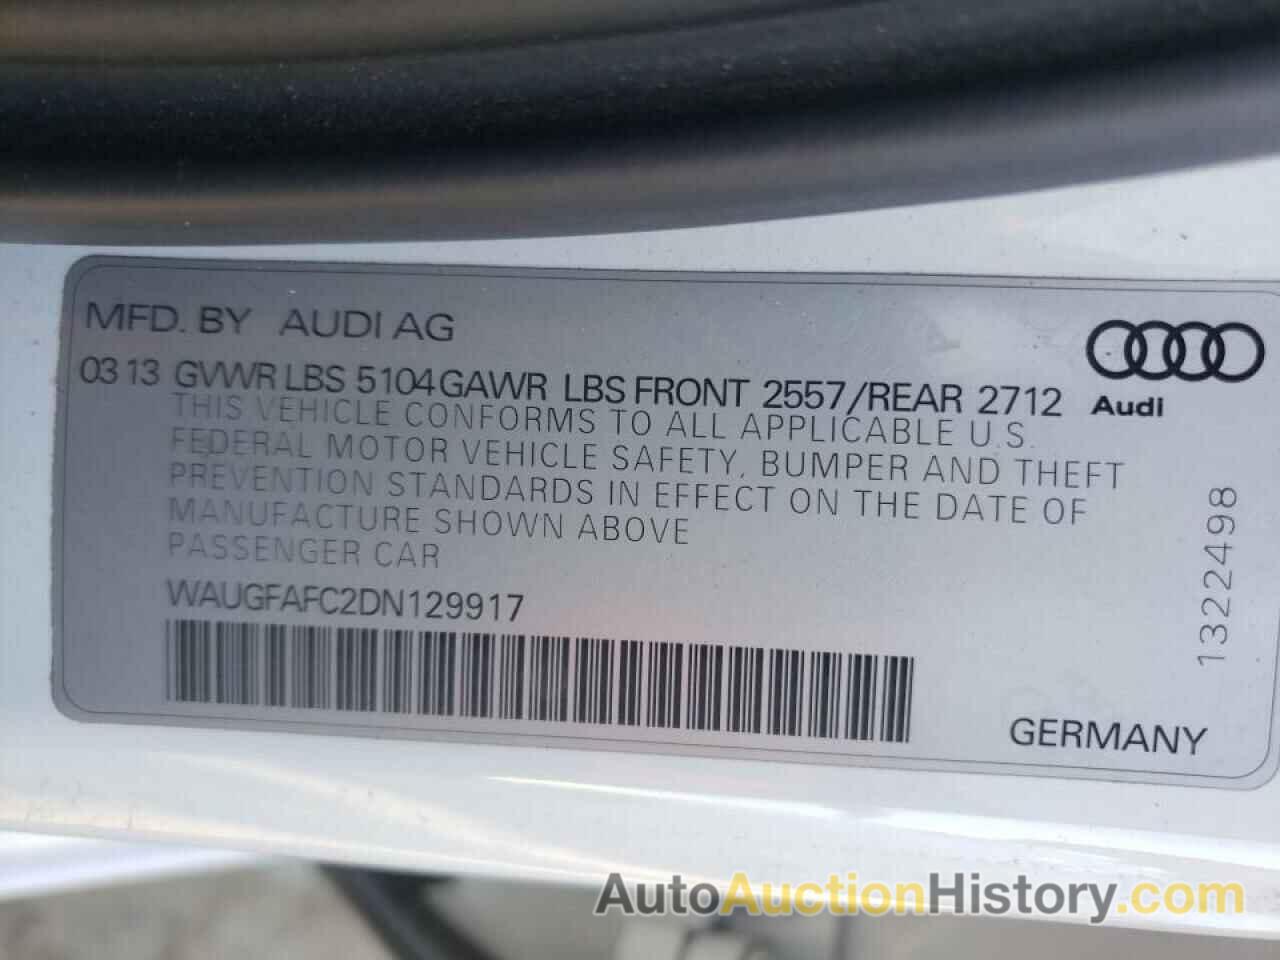 MFD. BY AUDI AG
03 13 GVWR LBS 5104 GAWR LBS FRONT 2557/REAR 2712
Audi
THIS VEHICLE CONFORMS TO ALL APPLICABLE U.S.
FEDERAL MOTOR VEHICLE SAFETY, BUMPER AND THEFT
PREVENTION STANDARDS IN EFFECT ON THE DATE OF
MANUFACTURE SHOWN ABOVE
PASSENGER CAR
WAUGFAFC2DN129917
1322498
GERMANY
AutoAuctionHistory.com